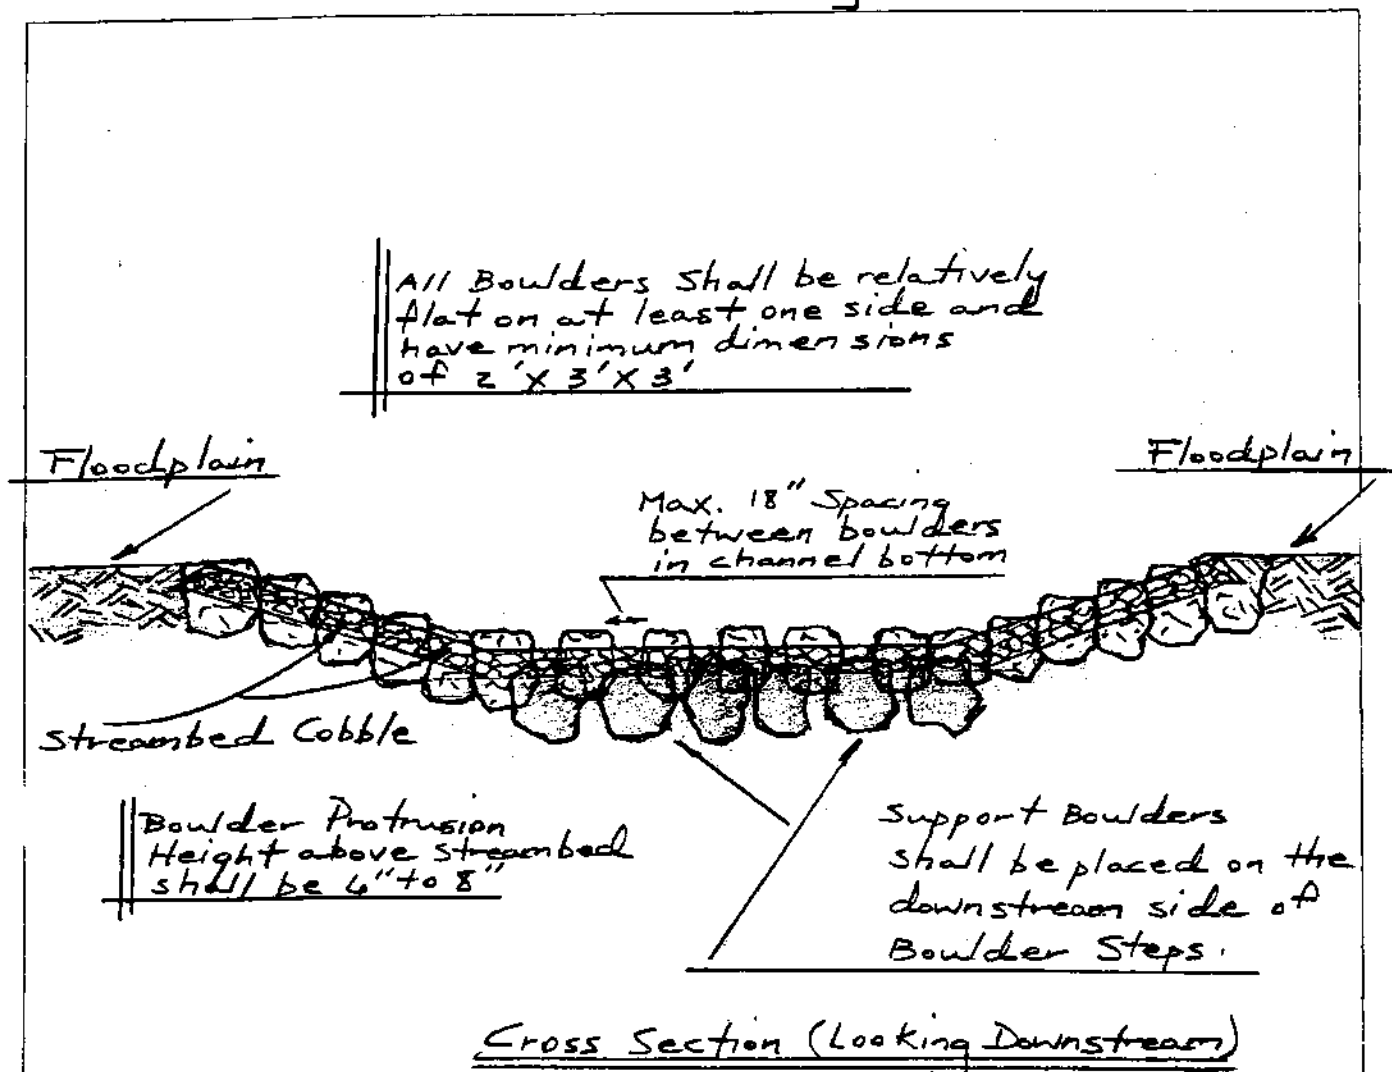 All Boulders Shall be relatively
flat on at least one side and
have minimum dimensions
of 2' X 3' X 3'
Floodplain
Floodplain
Max. 18" Spacing
between boulders
in channel bottom
Streambed Cobble
Boulder Protrusion
Height above streambed
shall be 6" to 8"
Support Boulders
shall be placed on the
downstream side of
Boulder Steps.
Cross Section (Looking Downstream)